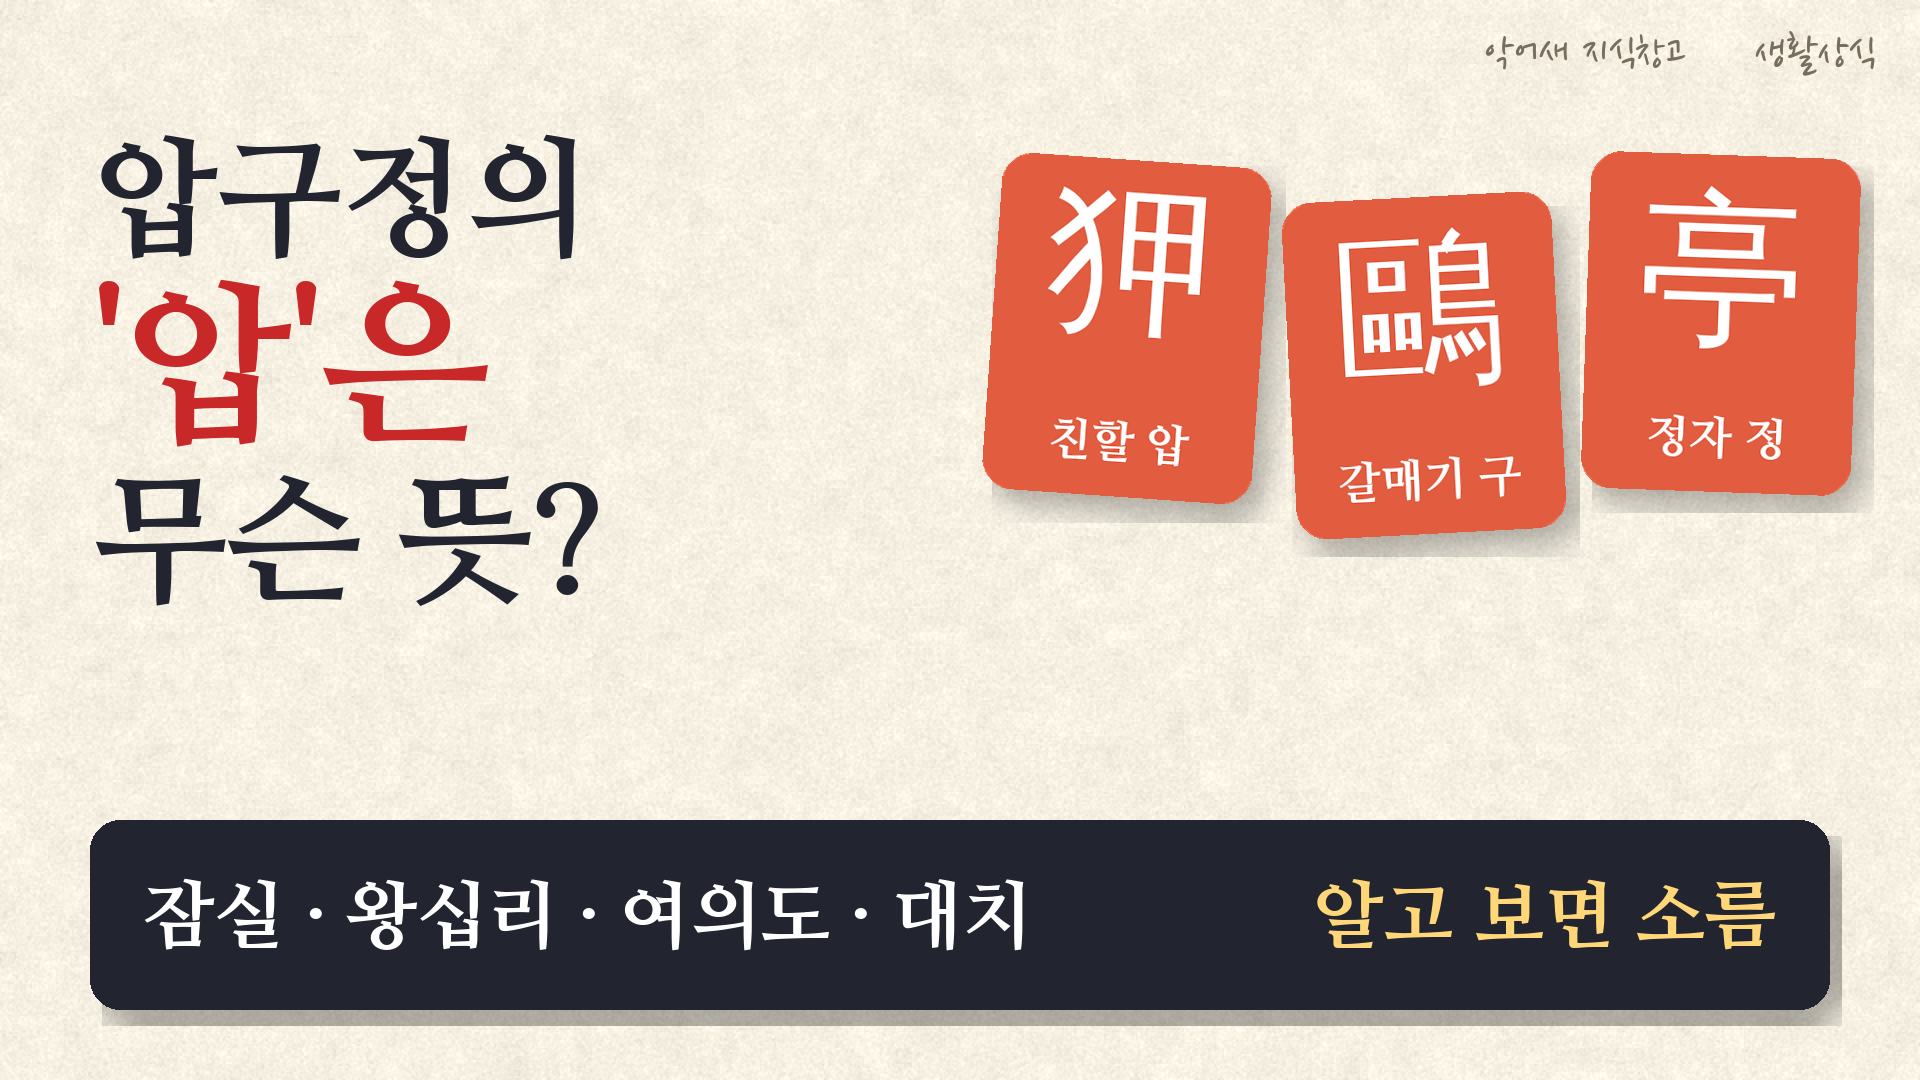 악어새 지식창고 생활상식
압구정의
'압'은
무슨 뜻?
狎 鷗 亭
친할 압 갈매기 구 정자 정
잠실 · 왕십리 · 여의도 · 대치 알고 보면 소름